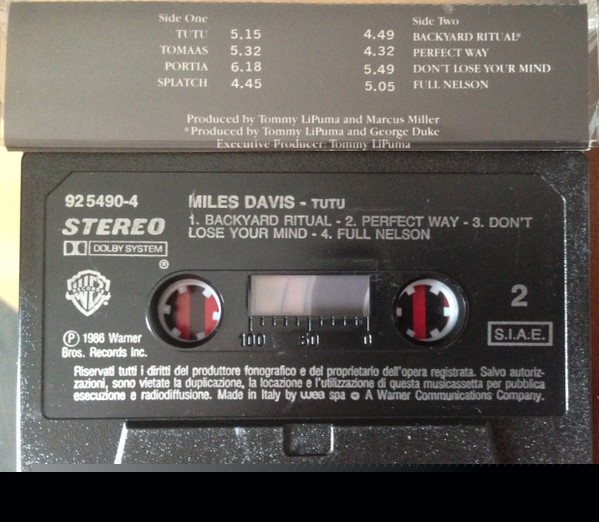 Side One
TUTU 5.15
TOMAAS 5.32
PORTIA 6.18
SPLATCH 4.45
Side Two
4.49 BACKYARD RITUAL*
4.32 PERFECT WAY
5.49 DON'T LOSE YOUR MIND
5.05 FULL NELSON
Produced by Tommy LiPuma and Marcus Miller
*Produced by Tommy LiPuma and George Duke
Executive Producer: Tommy LiPuma
92 5490-4
STEREO
DOLBY SYSTEM
®
MILES DAVIS - TUTU
1. BACKYARD RITUAL - 2. PERFECT WAY - 3. DON'T
LOSE YOUR MIND - 4. FULL NELSON
2
S.I.A.E.
100 50 0
Ⓟ 1986 Warner
Bros. Records Inc.
Riservati tutti i diritti del produttore fonografico e del proprietario dell'opera registrata. Salvo autoriz-
zazioni, sono vietate la duplicazione, la locazione e l'utilizzazione di questa musicassetta per pubblica
esecuzione e radiodiffusione. Made in Italy by wea spa A Warner Communications Company.